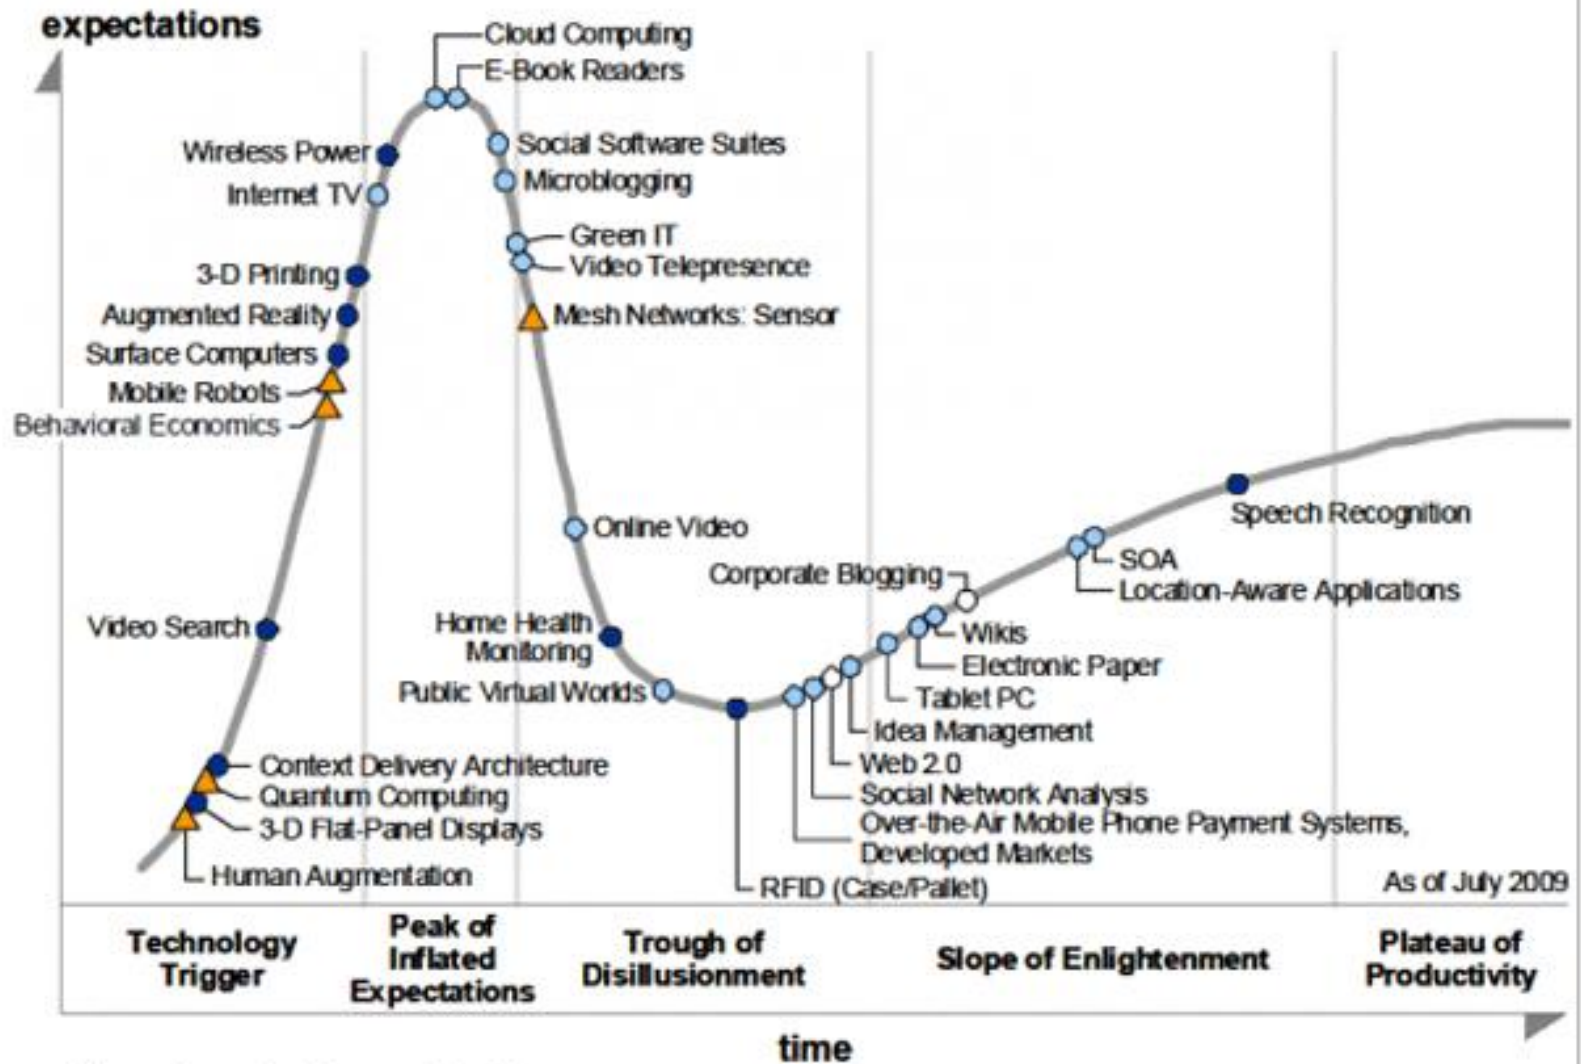 expectations
Cloud Computing
E-Book Readers
Social Software Suites
Wireless Power
Microblogging
Internet TV
Green IT
Video Telepresence
3-D Printing
Augmented Reality
Mesh Networks: Sensor
Surface Computers
Mobile Robots
Behavioral Economics
Online Video
Speech Recognition
SOA
Corporate Blogging
Location-Aware Applications
Video Search
Home Health
Monitoring
Wikis
Electronic Paper
Public Virtual Worlds
Tablet PC
Idea Management
Context Delivery Architecture
Web 2.0
Quantum Computing
Social Network Analysis
3-D Flat-Panel Displays
Over-the-Air Mobile Phone Payment Systems,
Developed Markets
Human Augmentation
RFID (Case/Pallet)
As of July 2009
Technology
Trigger
Peak of
Inflated
Expectations
Trough of
Disillusionment
Slope of Enlightenment
Plateau of
Productivity
time